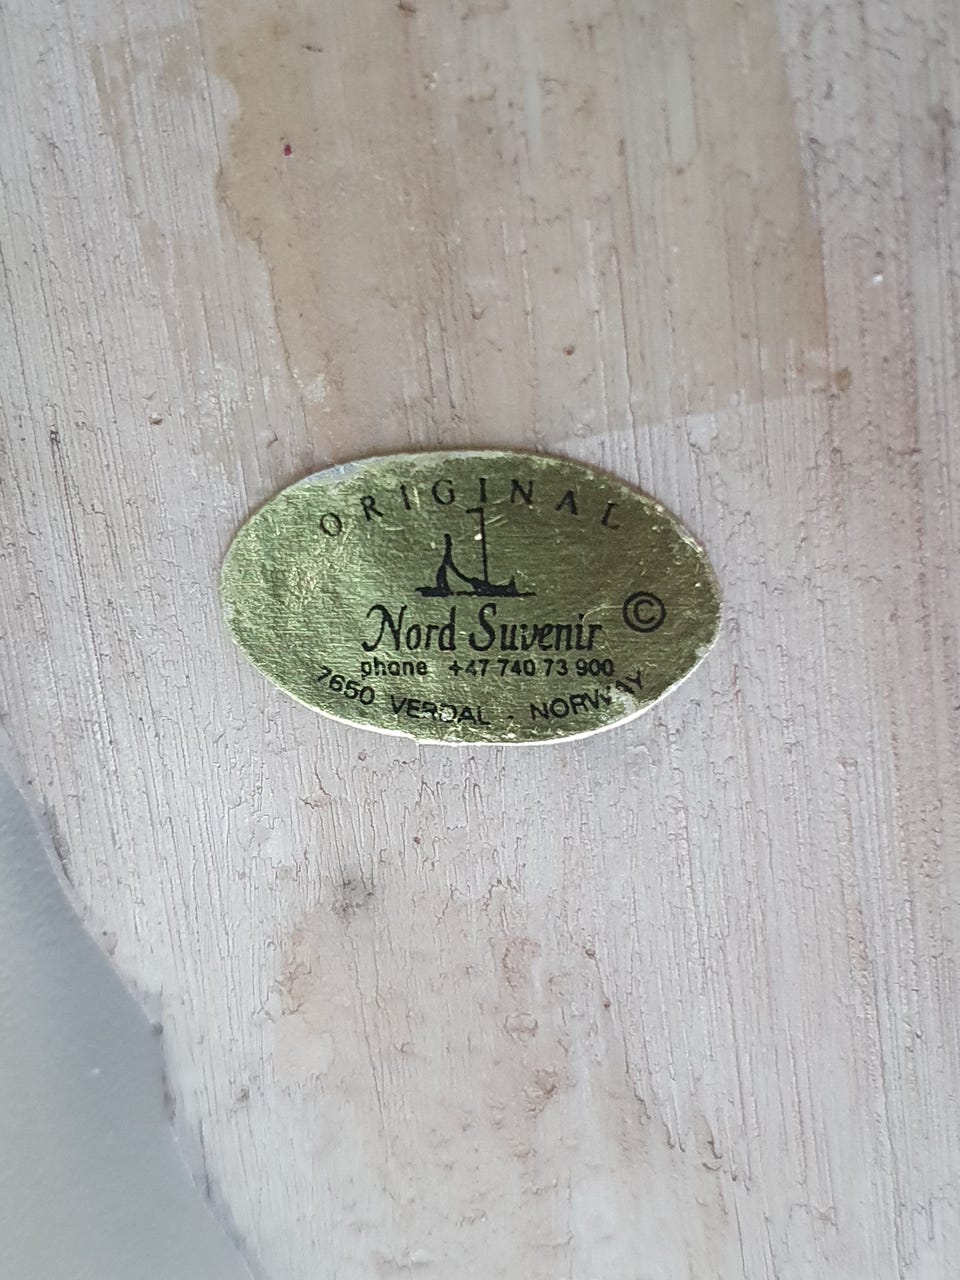 ORIGINAL
Nord Suvenir ©
phone +47 740 73 900
7650 VERDAL - NORWAY